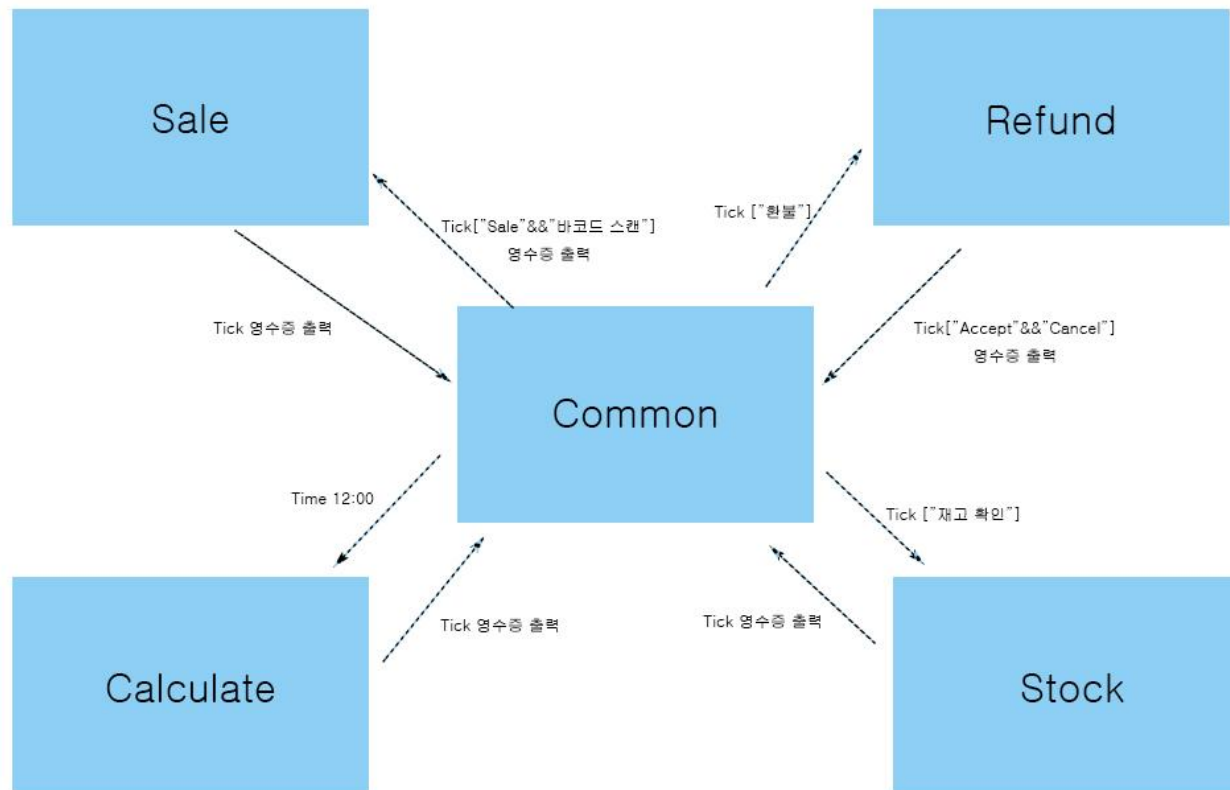 Sale
Refund
Tick["Sale"&&"바코드 스캔"]
영수증 출력
Tick ["환불"]
Tick 영수증 출력
Tick["Accept"&&"Cancel"]
영수증 출력
Common
Time 12:00
Tick ["재고 확인"]
Tick 영수증 출력
Tick 영수증 출력
Calculate
Stock